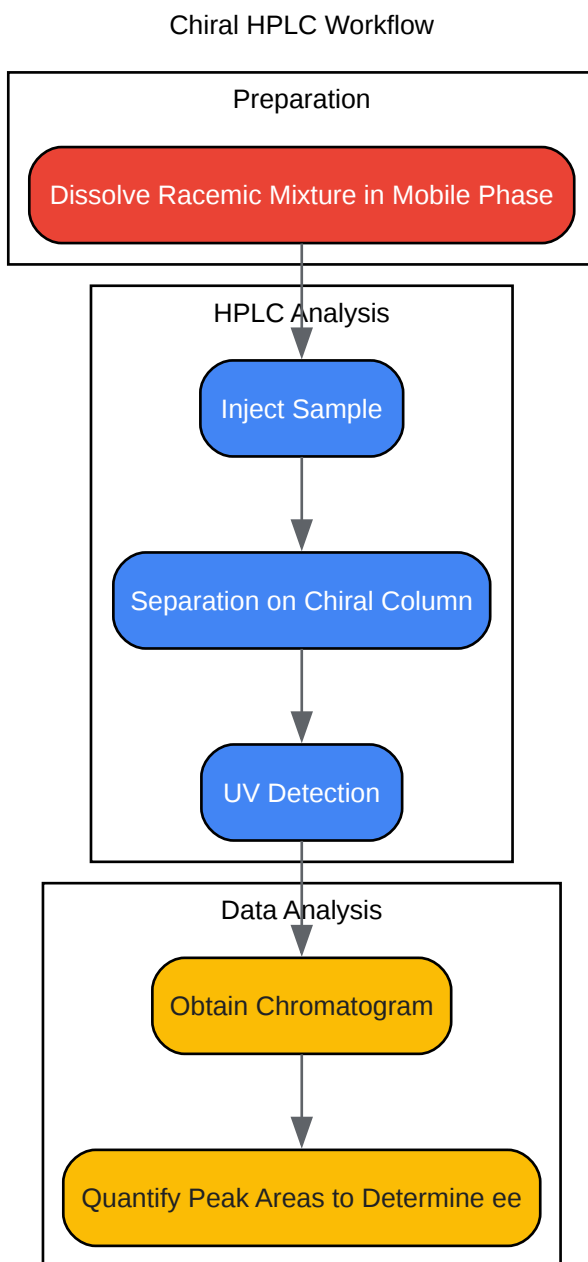 Chiral HPLC Workflow
Preparation
Dissolve Racemic Mixture in Mobile Phase
HPLC Analysis
Inject Sample
Separation on Chiral Column
UV Detection
Data Analysis
Obtain Chromatogram
Quantify Peak Areas to Determine ee